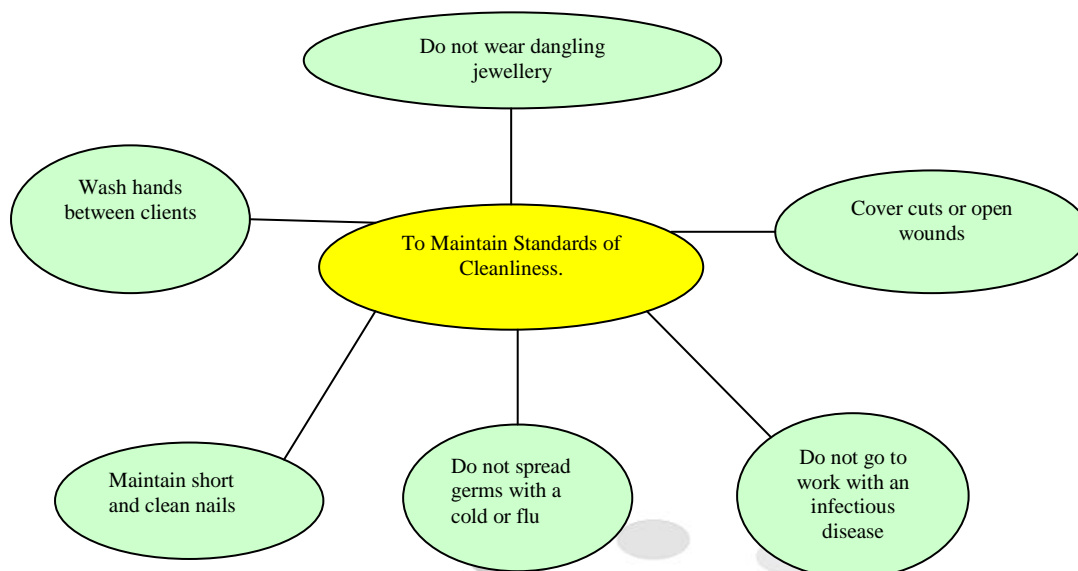 Do not wear dangling
jewellery
Wash hands
between clients
Cover cuts or open
wounds
To Maintain Standards of
Cleanliness.
Maintain short
and clean nails
Do not spread
germs with a
cold or flu
Do not go to
work with an
infectious
disease